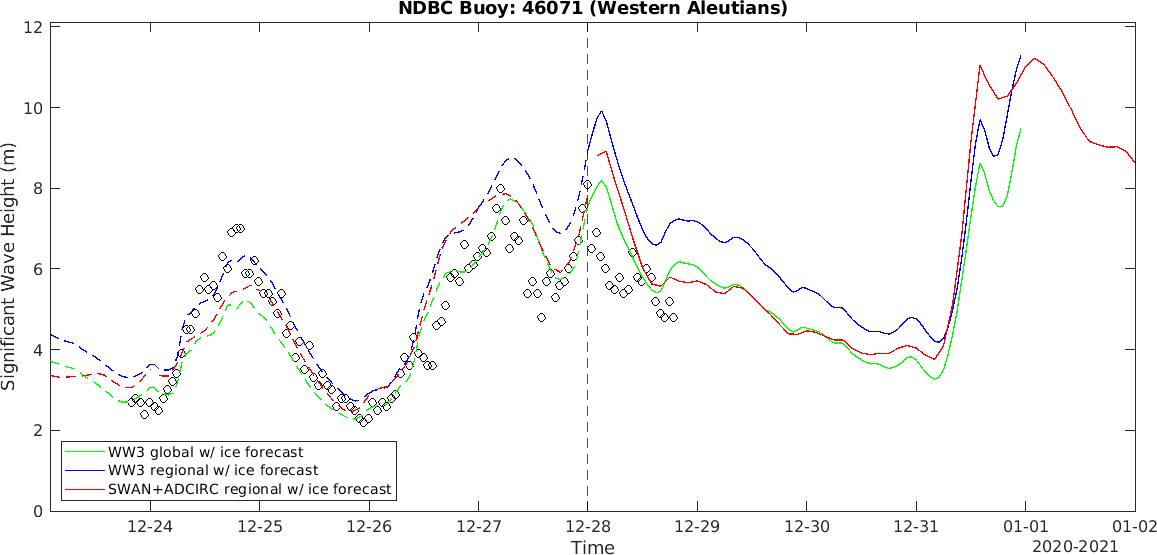 NDBC Buoy: 46071 (Western Aleutians)
12
10
8
6
4
2
0
Significant Wave Height (m)
WW3 global w/ ice forecast
WW3 regional w/ ice forecast
SWAN+ADCIRC regional w/ ice forecast
12-24 12-25 12-26 12-27 12-28 12-29 12-30 12-31 01-01 01-02
Time
2020-2021